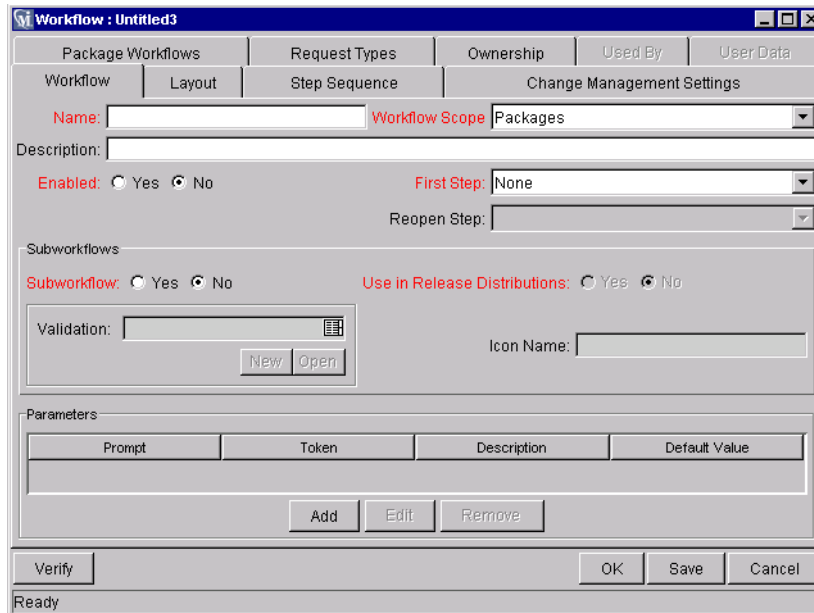 Workflow : Untitled3
Package Workflows Request Types Ownership Used By User Data
Workflow Layout Step Sequence Change Management Settings
Name: Workflow Scope Packages
Description:
Enabled: Yes No First Step: None
Reopen Step:
Subworkflows
Subworkflow: Yes No Use in Release Distributions: Yes No
Validation:
Icon Name:
New Open
Parameters
Prompt Token Description Default Value
Add Edit Remove
Verify OK Save Cancel
Ready